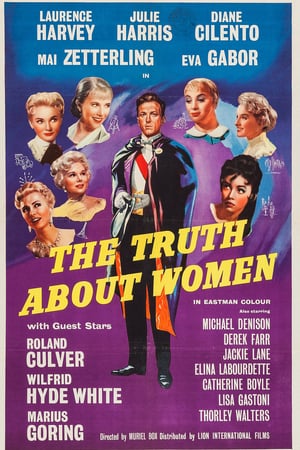 LAURENCE HARVEY
JULIE HARRIS
DIANE CILENTO
MAI ZETTERLING
EVA GABOR
IN
THE TRUTH
ABOUT WOMEN
IN EASTMAN COLOUR
with Guest Stars
ROLAND
CULVER
WILFRID
HYDE WHITE
MARIUS
GORING
Also starring
MICHAEL DENISON
DEREK FARR
JACKIE LANE
ELINA LABOURDETTE
CATHERINE BOYLE
LISA GASTONI
THORLEY WALTERS
Directed by MURIEL BOX Distributed by LION INTERNATIONAL FILMS